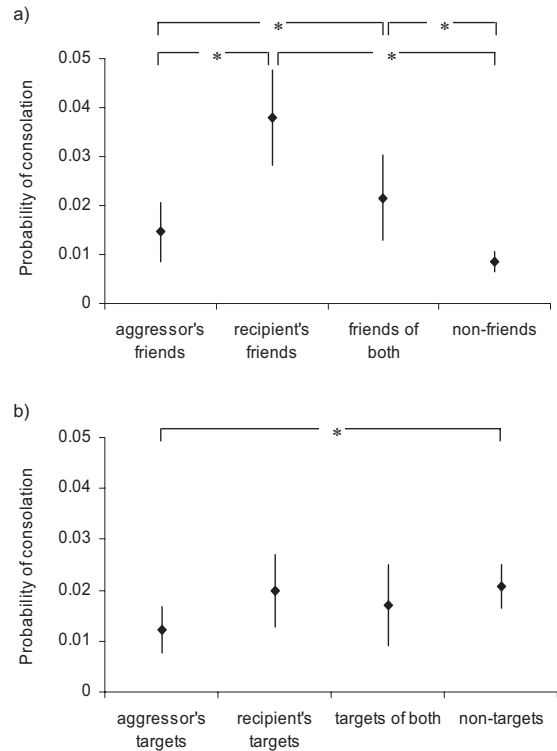 a)
* *
* *
Probability of consolation
0.05
0.04
0.03
0.02
0.01
0
aggressor's friends
recipient's friends
friends of both
non-friends
b)
*
Probability of consolation
0.05
0.04
0.03
0.02
0.01
0
aggressor's targets
recipient's targets
targets of both
non-targets